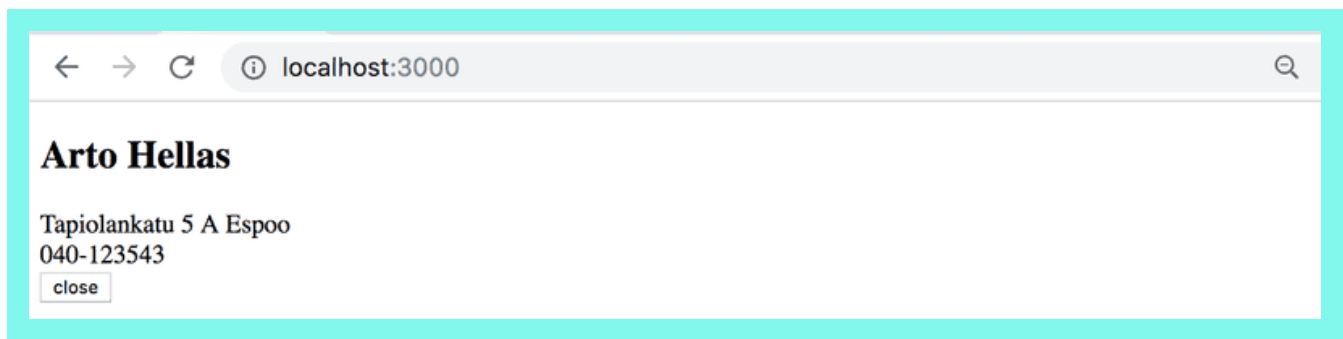 localhost:3000
Arto Hellas
Tapiolankatu 5 A Espoo
040-123543
close